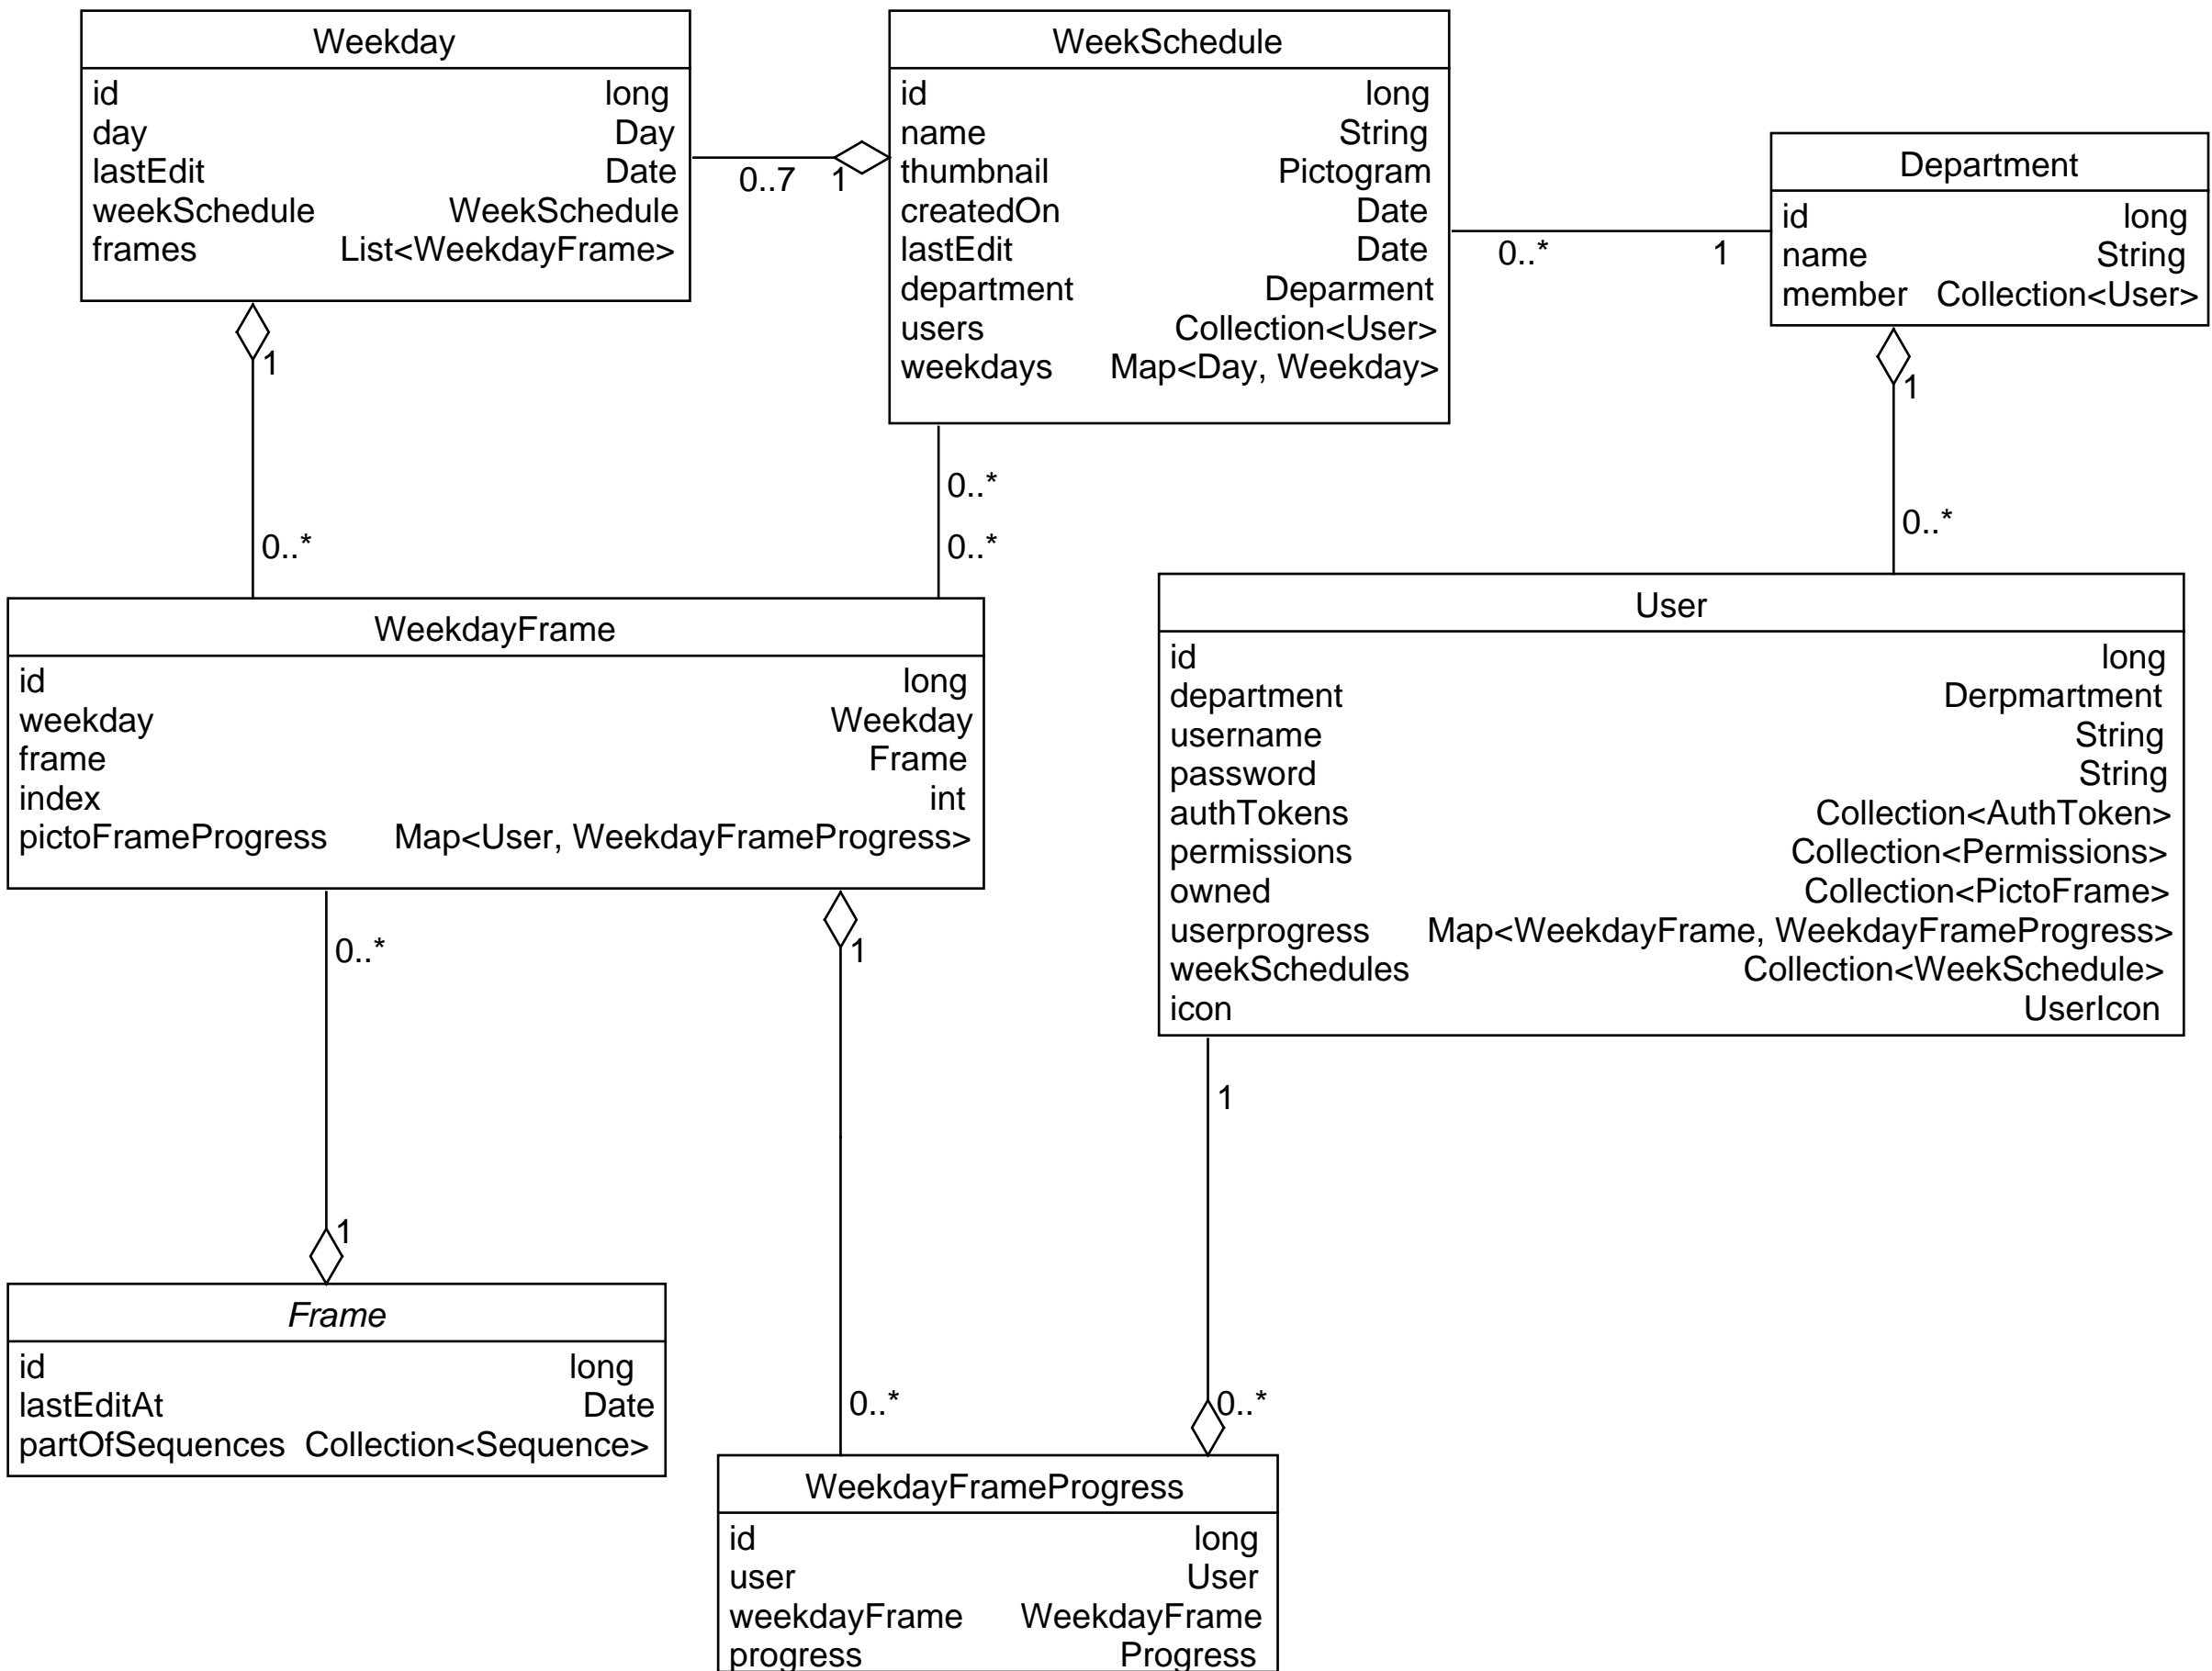 Weekday
id long
day Day
lastEdit Date
weekSchedule WeekSchedule
frames List<WeekdayFrame>
0..7 1
WeekSchedule
id long
name String
thumbnail Pictogram
createdOn Date
lastEdit Date
department Deparment
users Collection<User>
weekdays Map<Day, Weekday>
0..* 1
Department
id long
name String
member Collection<User>
1
0..*
1
0..*
0..*
0..*
WeekdayFrame
id long
weekday Weekday
frame Frame
index int
pictoFrameProgress Map<User, WeekdayFrameProgress>
User
id long
department Derpmartment
username String
password String
authTokens Collection<AuthToken>
permissions Collection<Permissions>
owned Collection<PictoFrame>
userprogress Map<WeekdayFrame, WeekdayFrameProgress>
weekSchedules Collection<WeekSchedule>
icon UserIcon
0..*
1
1
0..*
1
0..*
Frame
id long
lastEditAt Date
partOfSequences Collection<Sequence>
WeekdayFrameProgress
id long
user User
weekdayFrame WeekdayFrame
progress Progress